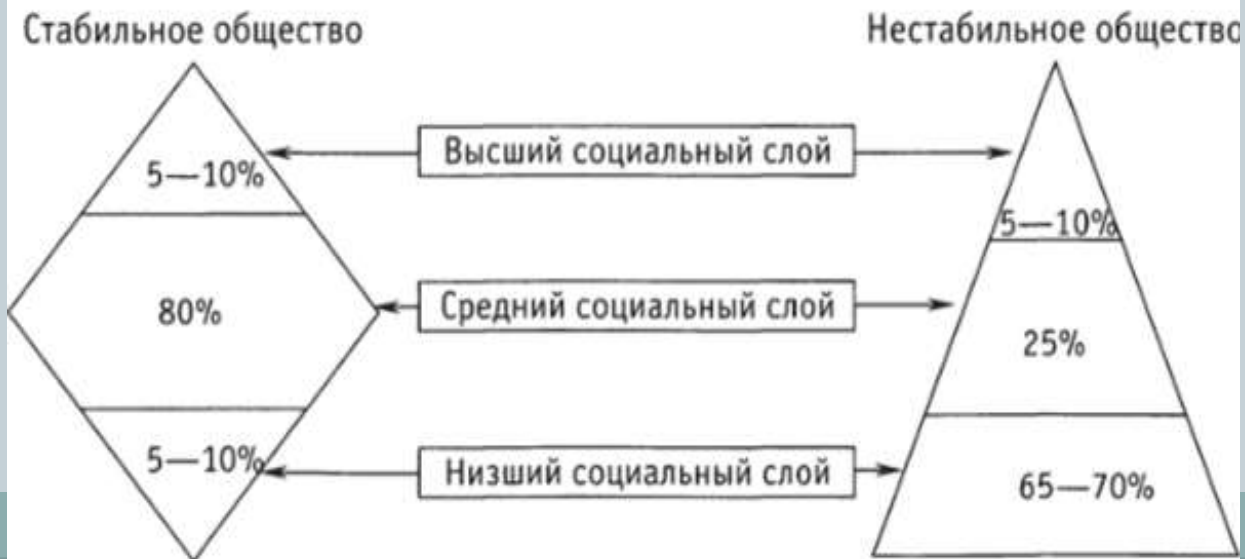 Стабильное общество
Нестабильное общество
Высший социальный слой
5—10%
5—10%
Средний социальный слой
80%
25%
Низший социальный слой
5—10%
65—70%